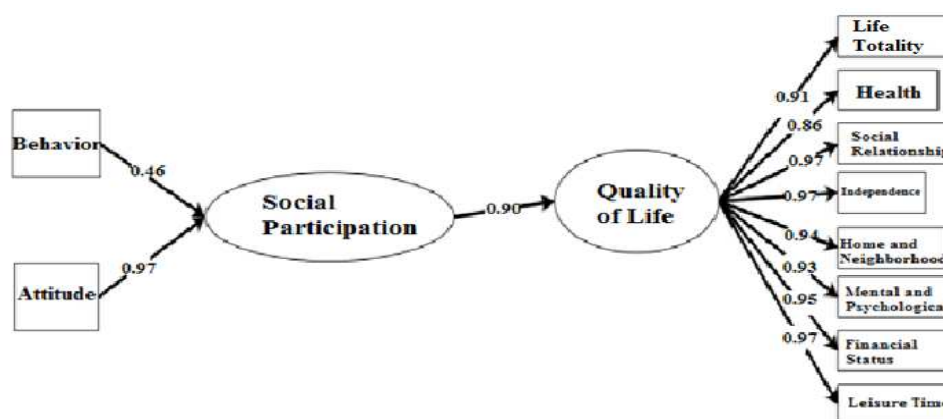 Life
Totality
0.91
Health
0.86
Behavior
Social
Relationship
0.97
0.46
Quality
of Life
Independence
0.97
Social
Participation
0.90
0.94
Home and
Neighborhood
0.97
Attitude
0.93
Mental and
Psychologica
0.95
Financial
Status
0.97
Leisure Time